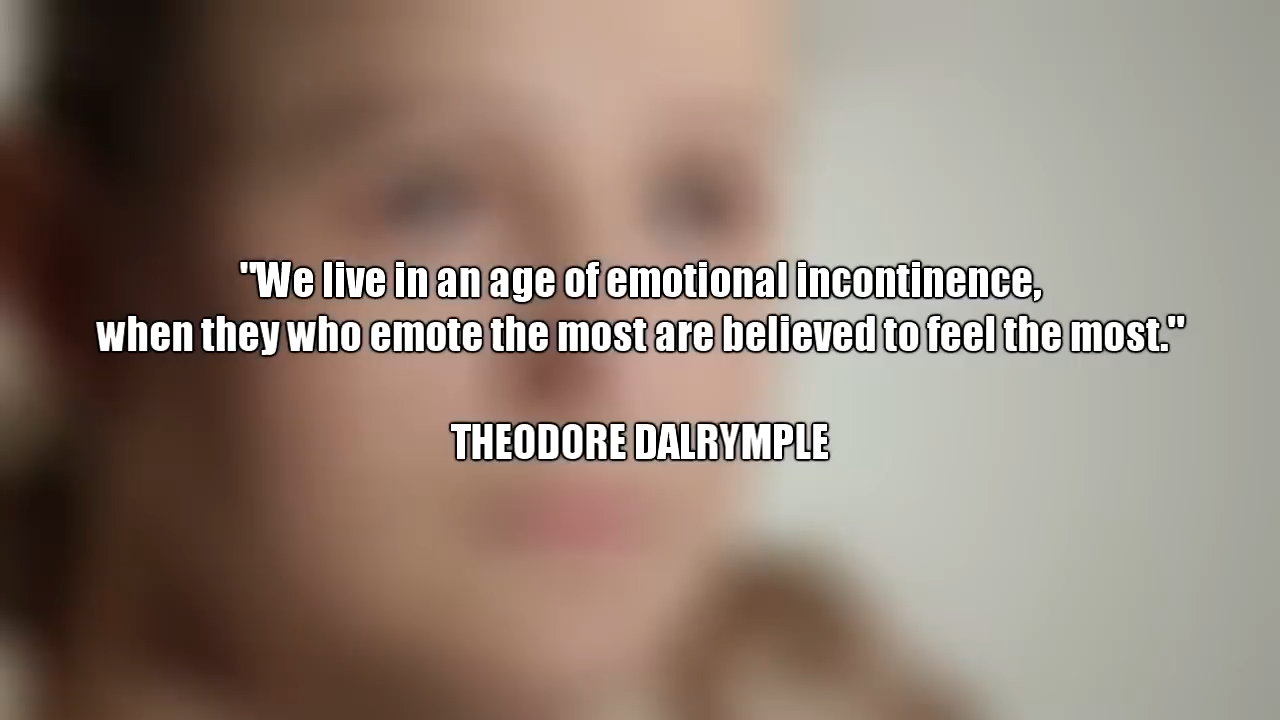 "We live in an age of emotional incontinence,
when they who emote the most are believed to feel the most."
THEODORE DALRYMPLE